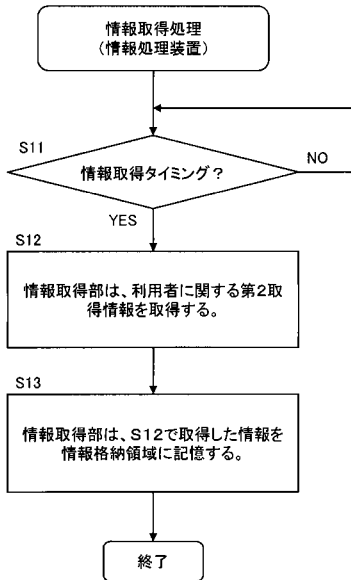 情報取得処理
（情報処理装置）
S11
情報取得タイミング？
NO
YES
S12
情報取得部は、利用者に関する第２取
得情報を取得する。
S13
情報取得部は、Ｓ１２で取得した情報を
情報格納領域に記憶する。
終了